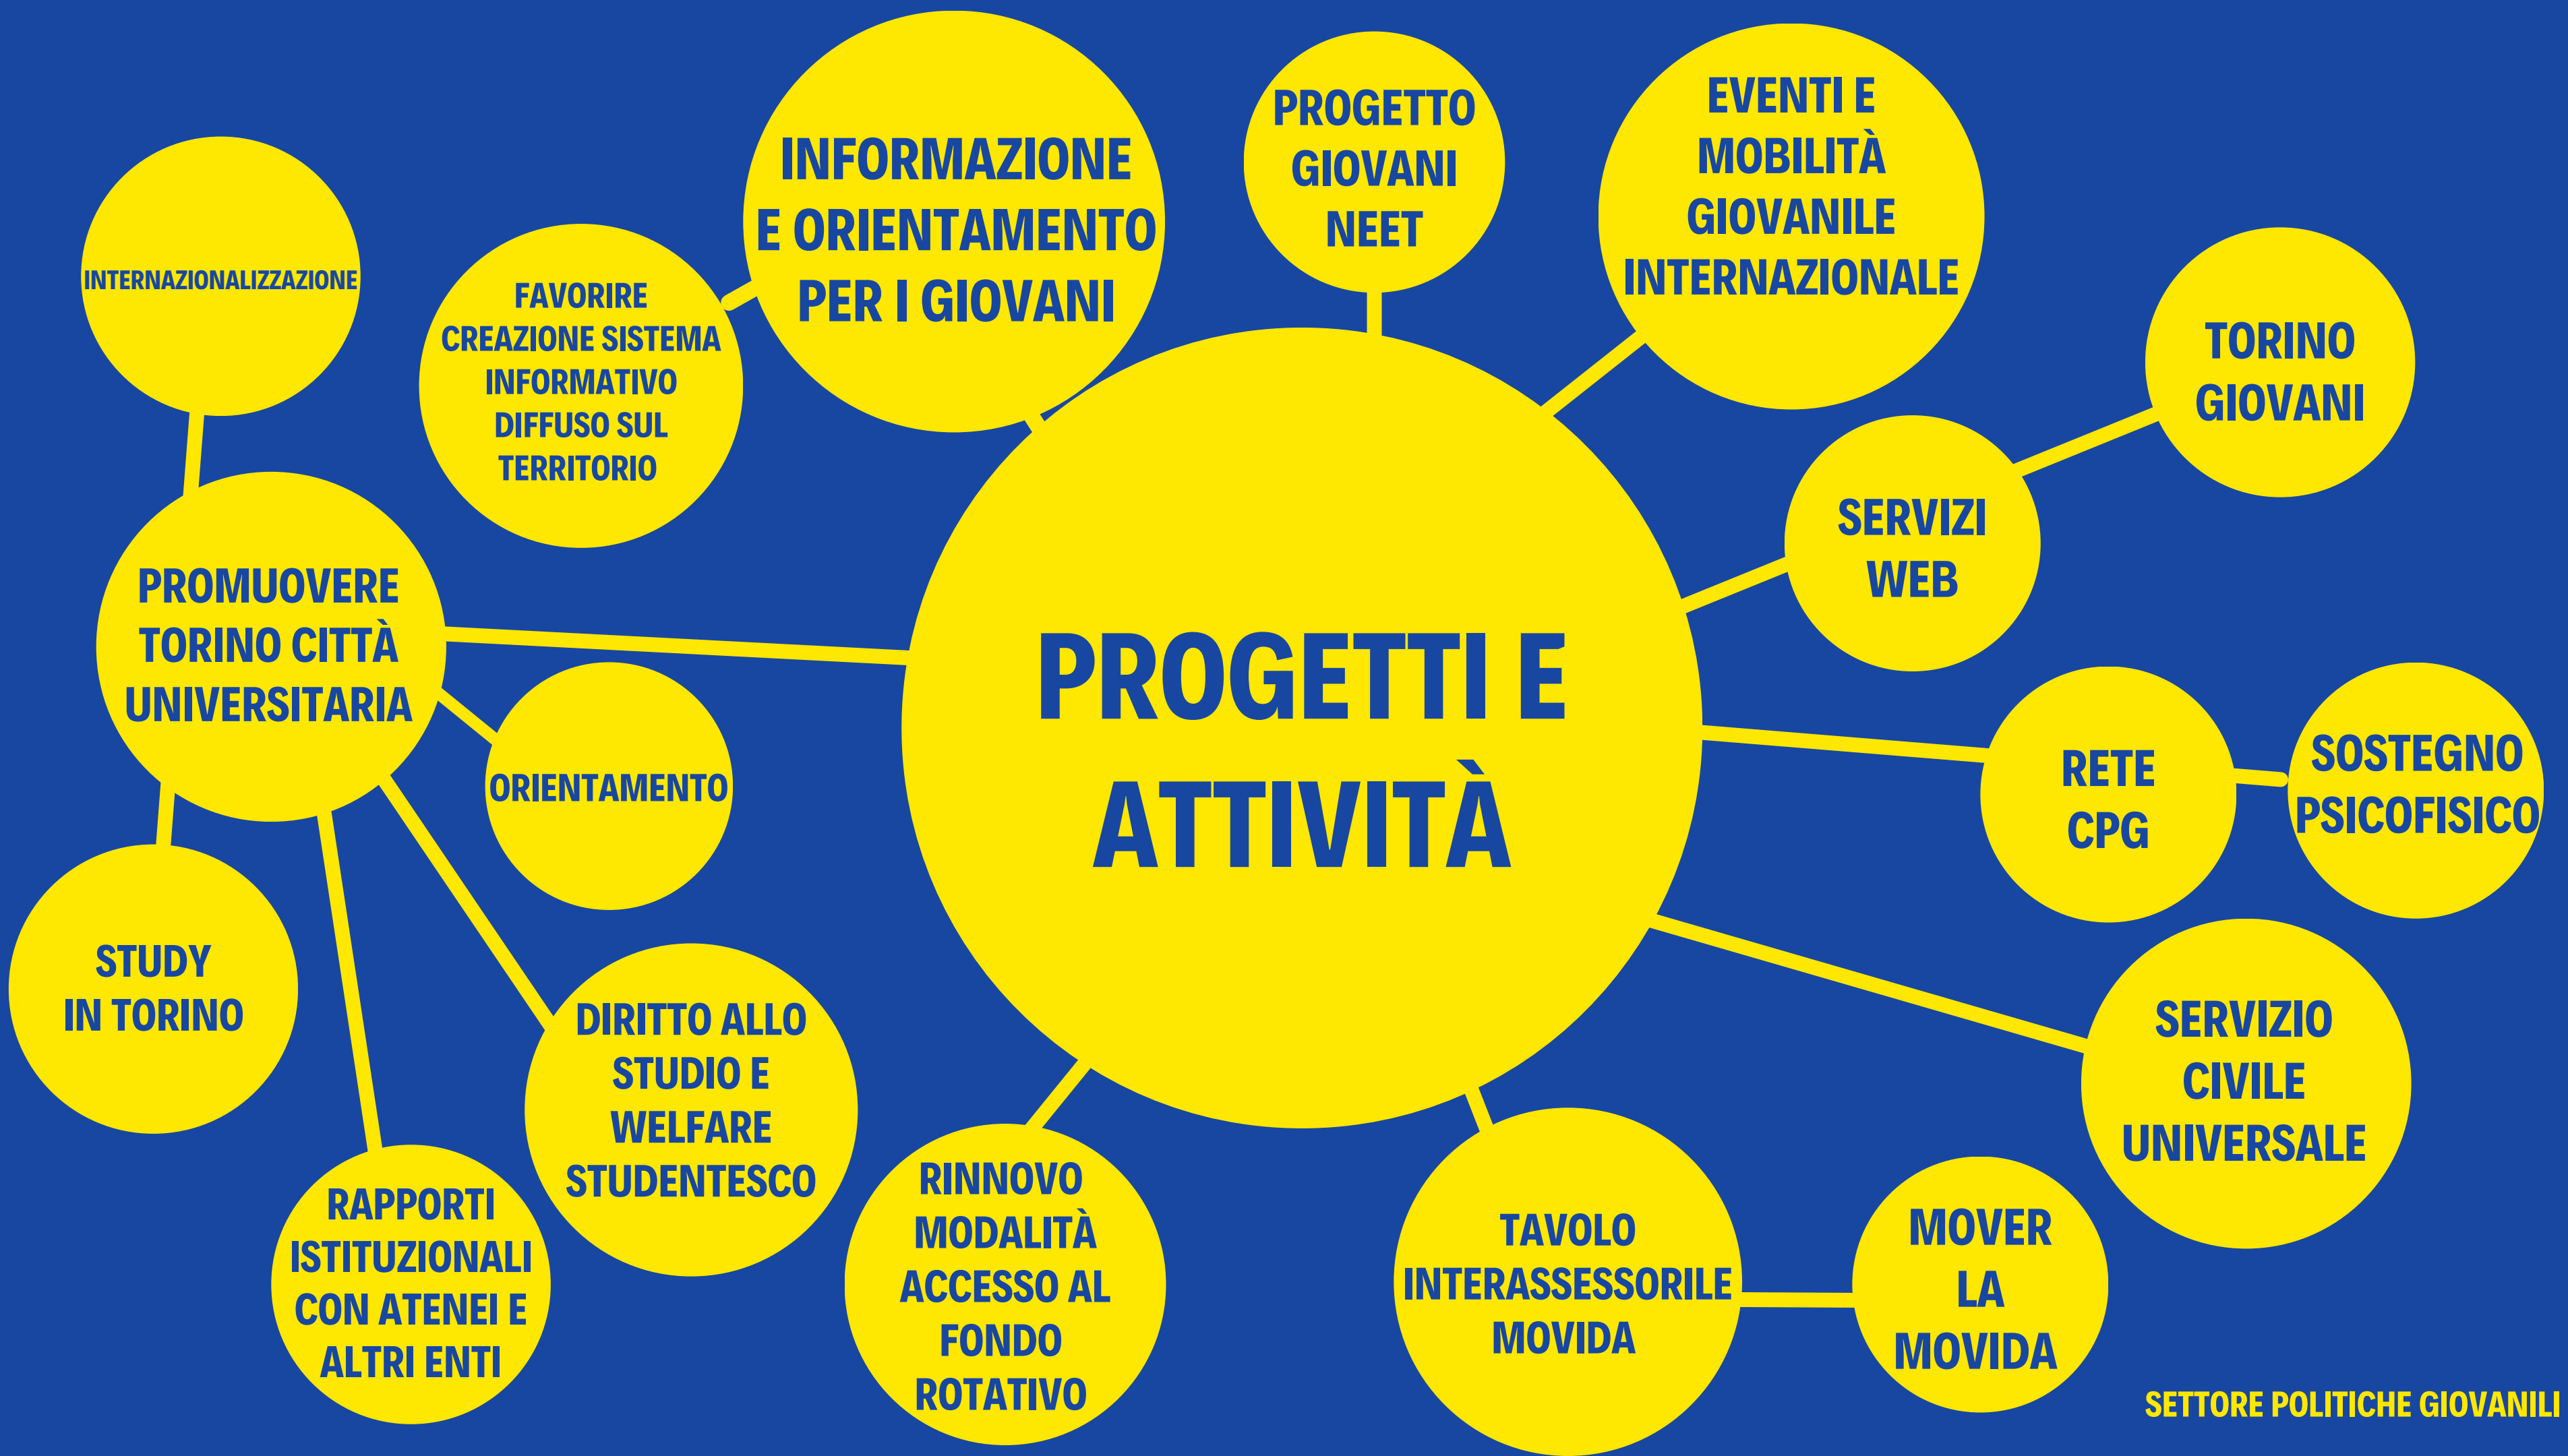 INFORMAZIONE
E ORIENTAMENTO
PER I GIOVANI
PROGETTO
GIOVANI
NEET
EVENTI E
MOBILITÀ
GIOVANILE
INTERNAZIONALE
INTERNAZIONALIZZAZIONE
FAVORIRE
CREAZIONE SISTEMA
INFORMATIVO
DIFFUSO SUL
TERRITORIO
TORINO
GIOVANI
SERVIZI
WEB
PROMUOVERE
TORINO CITTÀ
UNIVERSITARIA
PROGETTI E
ATTIVITÀ
ORIENTAMENTO
RETE
CPG
SOSTEGNO
PSICOFISICO
STUDY
IN TORINO
DIRITTO ALLO
STUDIO E
WELFARE
STUDENTESCO
SERVIZIO
CIVILE
UNIVERSALE
RAPPORTI
ISTITUZIONALI
CON ATENEI E
ALTRI ENTI
RINNOVO
MODALITÀ
ACCESSO AL
FONDO
ROTATIVO
TAVOLO
INTERASSESSORILE
MOVIDA
MOVER
LA
MOVIDA
SETTORE POLITICHE GIOVANILI